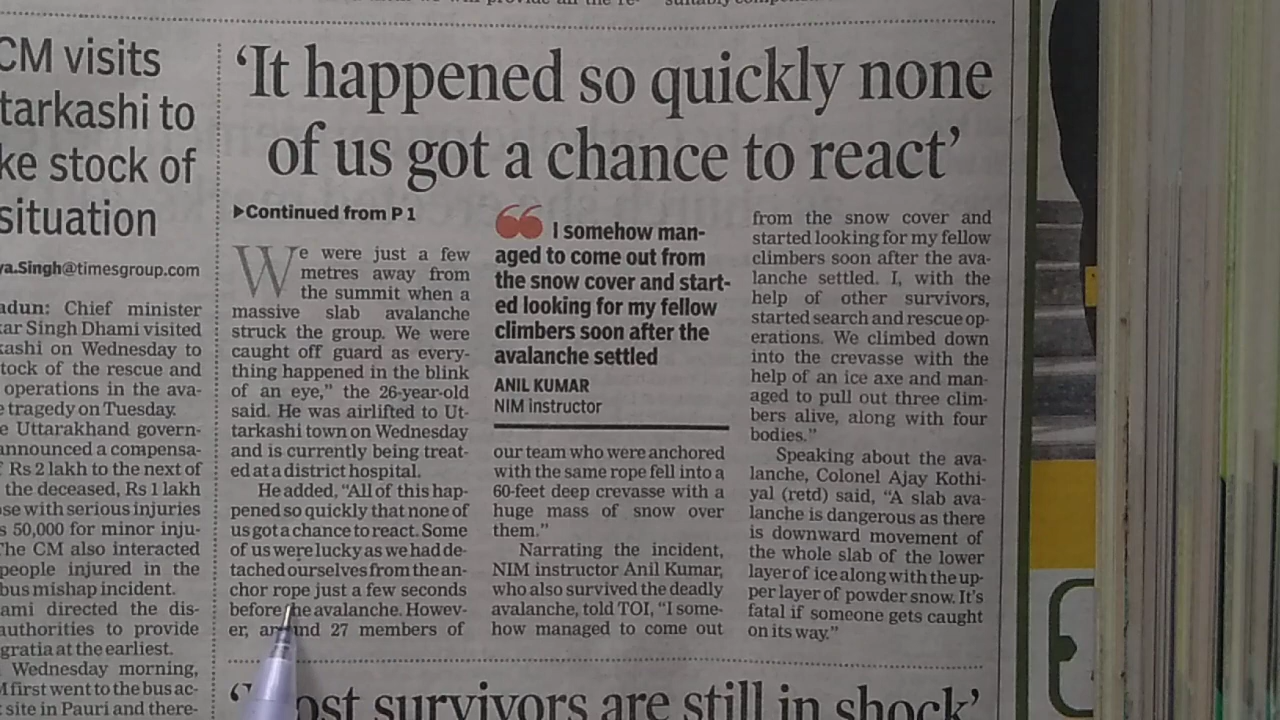 CM visits
tarkashi to
ke stock of
situation
ya.Singh@timesgroup.com
adun: Chief minister
kar Singh Dhami visited
kashi on Wednesday to
tock of the rescue and
operations in the ava-
e tragedy on Tuesday.
e Uttarakhand govern-
announced a compensa-
f Rs 2 lakh to the next of
the deceased, Rs 1 lakh
ose with serious injuries
s 50,000 for minor inju-
The CM also interacted
people injured in the
bus mishap incident.
ami directed the dis-
authorities to provide
gratia at the earliest.
Wednesday morning,
M first went to the bus ac-
t site in Pauri and there-
‘It happened so quickly none
of us got a chance to react’
▶Continued from P 1
We were just a few
metres away from
the summit when a
massive slab avalanche
struck the group. We were
caught off guard as every-
thing happened in the blink
of an eye,” the 26-year-old
said. He was airlifted to Ut-
tarkashi town on Wednesday
and is currently being treat-
ed at a district hospital.
He added, “All of this hap-
pened so quickly that none of
us got a chance to react. Some
of us were lucky as we had de-
tached ourselves from the an-
chor rope just a few seconds
before the avalanche. Howev-
er, around 27 members of
“ I somehow man-
aged to come out from
the snow cover and start-
ed looking for my fellow
climbers soon after the
avalanche settled
ANIL KUMAR
NIM instructor
our team who were anchored
with the same rope fell into a
60-feet deep crevasse with a
huge mass of snow over
them.”
Narrating the incident,
NIM instructor Anil Kumar,
who also survived the deadly
avalanche, told TOI, “I some-
how managed to come out
from the snow cover and
started looking for my fellow
climbers soon after the ava-
lanche settled. I, with the
help of other survivors,
started search and rescue op-
erations. We climbed down
into the crevasse with the
help of an ice axe and man-
aged to pull out three clim-
bers alive, along with four
bodies.”
Speaking about the ava-
lanche, Colonel Ajay Kothi-
yal (retd) said, “A slab ava-
lanche is dangerous as there
is downward movement of
the whole slab of the lower
layer of ice along with the up-
per layer of powder snow. It’s
fatal if someone gets caught
on its way.”
survivors are still in shock’